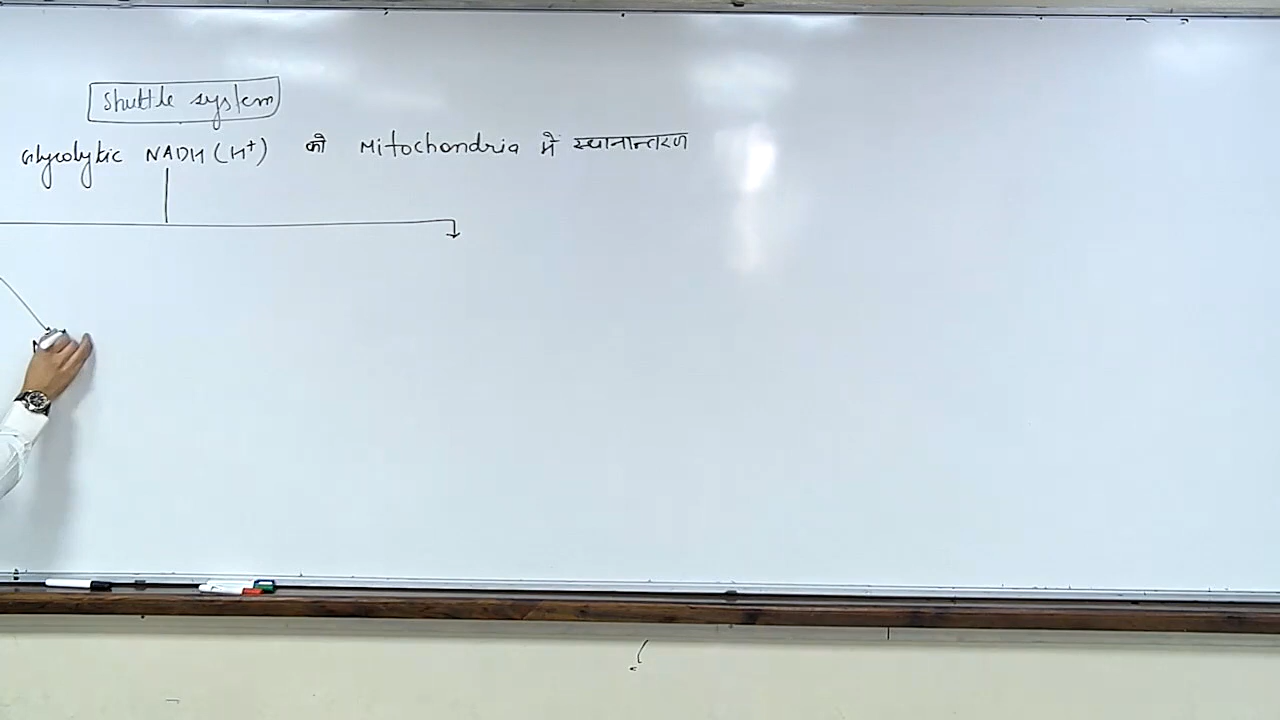 Shuttle system
Glycolytic NADH (H⁺) को Mitochondria में स्थानान्तरण